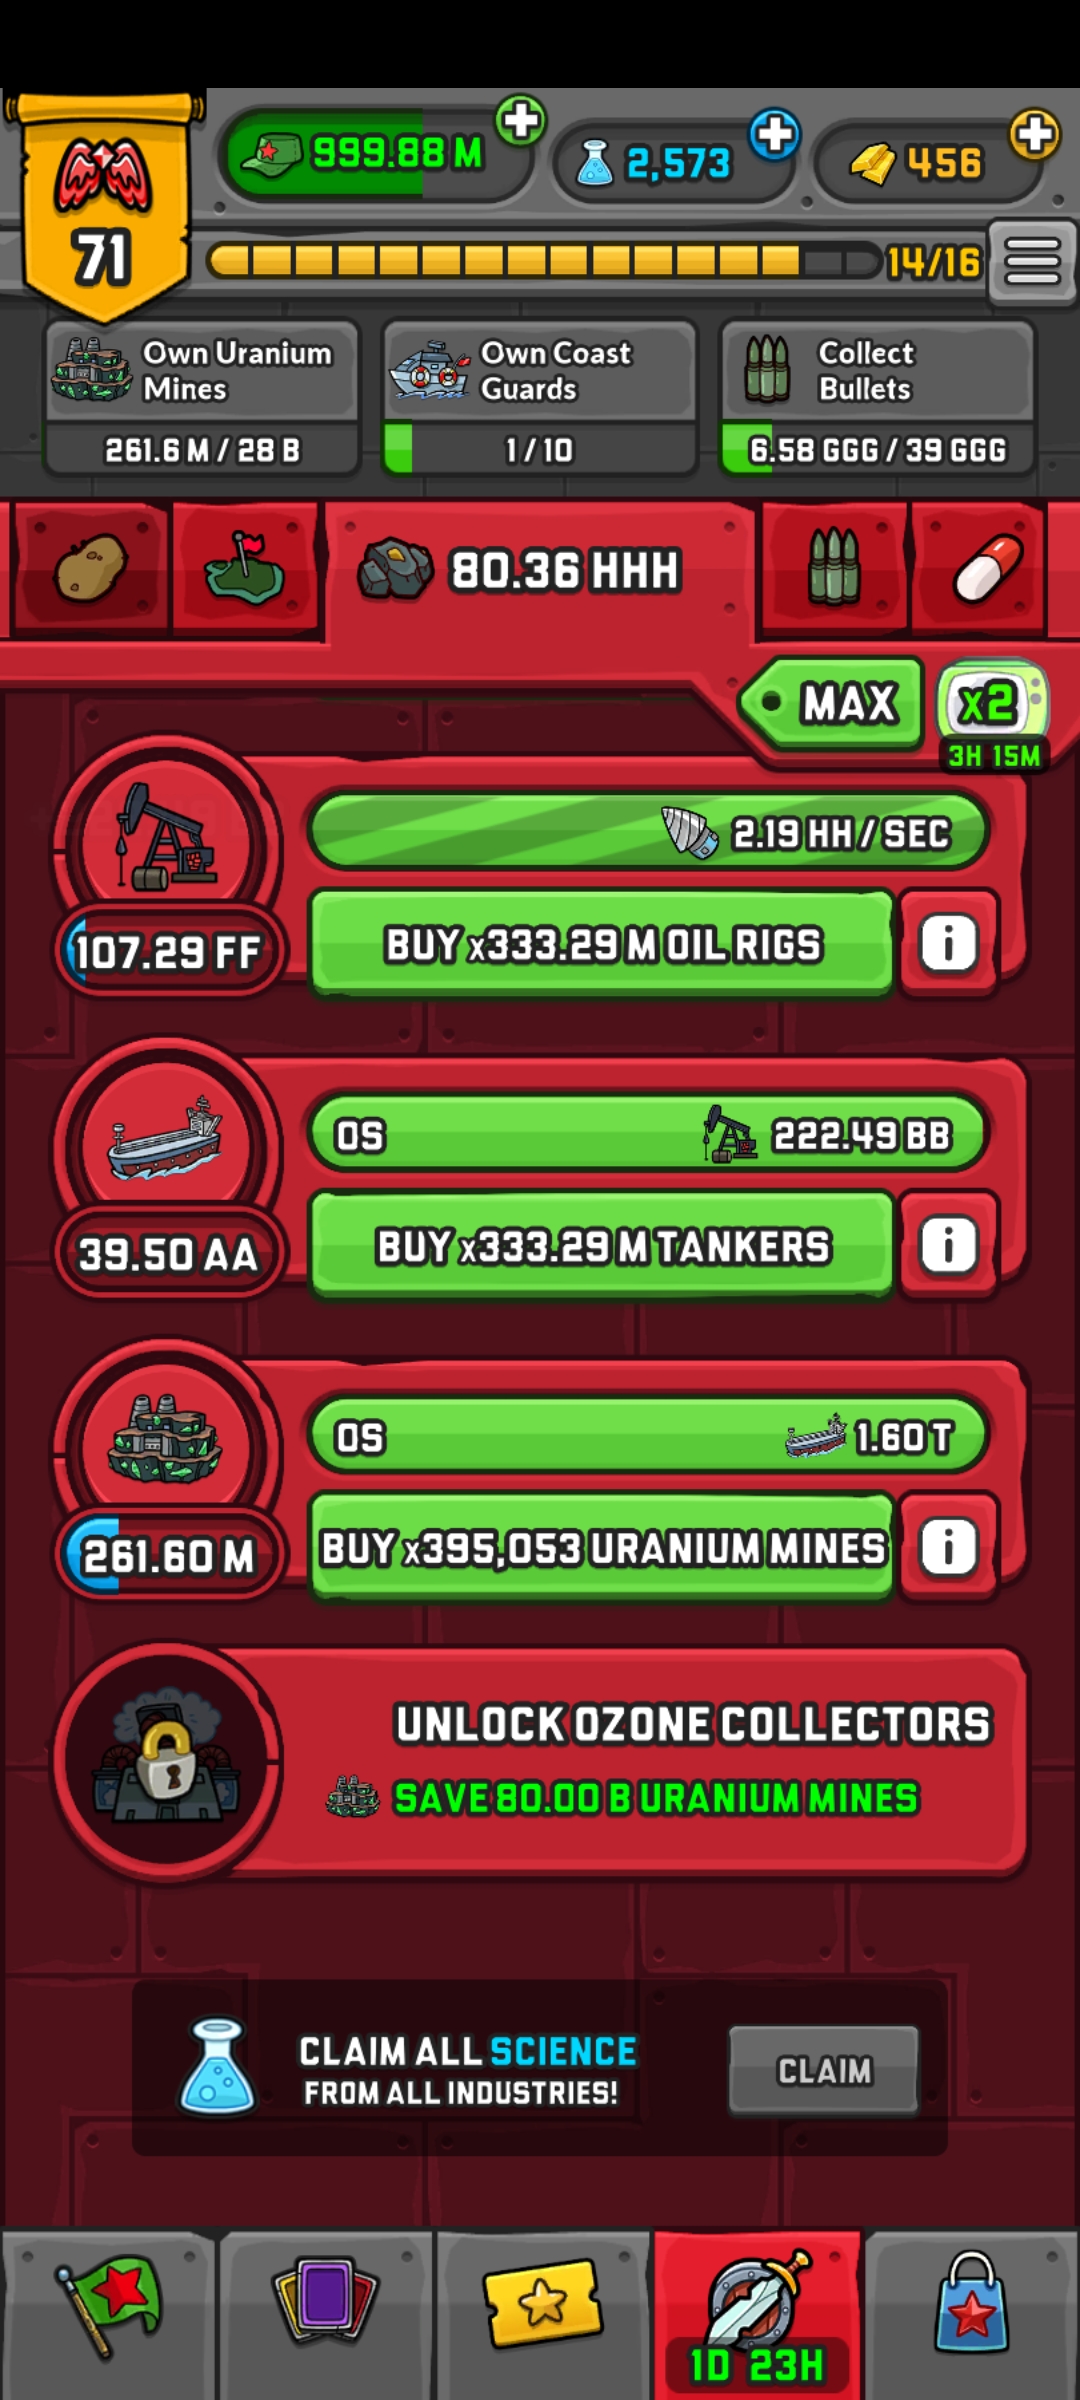 999.88 M
2,573
456
71
14/16
Own Uranium
Mines
261.6 M / 28 B
Own Coast
Guards
1 / 10
Collect
Bullets
6.58 GGG / 39 GGG
80.36 HHH
MAX
x2
3H 15M
2.19 HH / SEC
107.29 FF
BUY x333.29 M OIL RIGS
i
0S
222.49 BB
39.50 AA
BUY x333.29 M TANKERS
i
0S
1.60 T
261.60 M
BUY x395,053 URANIUM MINES
i
UNLOCK OZONE COLLECTORS
SAVE 80.00 B URANIUM MINES
CLAIM ALL SCIENCE
FROM ALL INDUSTRIES!
CLAIM
1D 23H